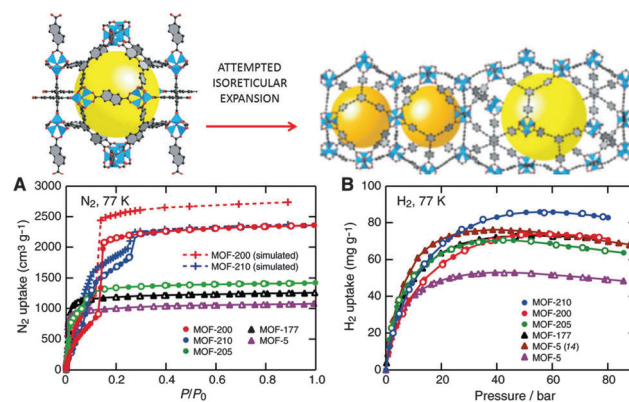 ATTEMPTED
ISORETICULAR
EXPANSION
A
N₂, 77 K
3000
2500
2000
1500
1000
500
0
N₂ uptake (cm³ g⁻¹)
MOF-200 (simulated)
MOF-210 (simulated)
MOF-200
MOF-210
MOF-205
MOF-177
MOF-5
0.0 0.2 0.4 0.6 0.8 1.0
P/P₀
B
H₂, 77 K
100
80
60
40
20
0
H₂ uptake (mg g⁻¹)
MOF-210
MOF-200
MOF-205
MOF-177
MOF-5 (14)
MOF-5
0 20 40 60 80
Pressure / bar